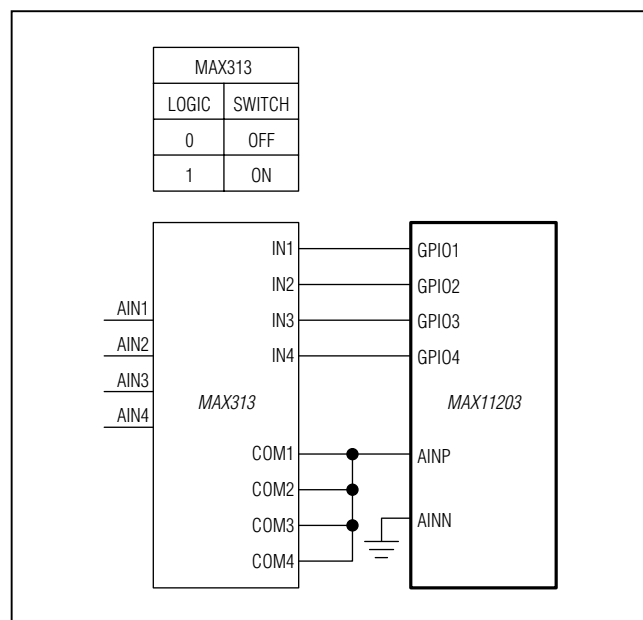 MAX313
LOGIC SWITCH
0 OFF
1 ON
IN1 GPIO1
IN2 GPIO2
AIN1 IN3 GPIO3
AIN2 IN4 GPIO4
AIN3
AIN4
MAX313 MAX11203
COM1 AINP
COM2
COM3 AINN
COM4